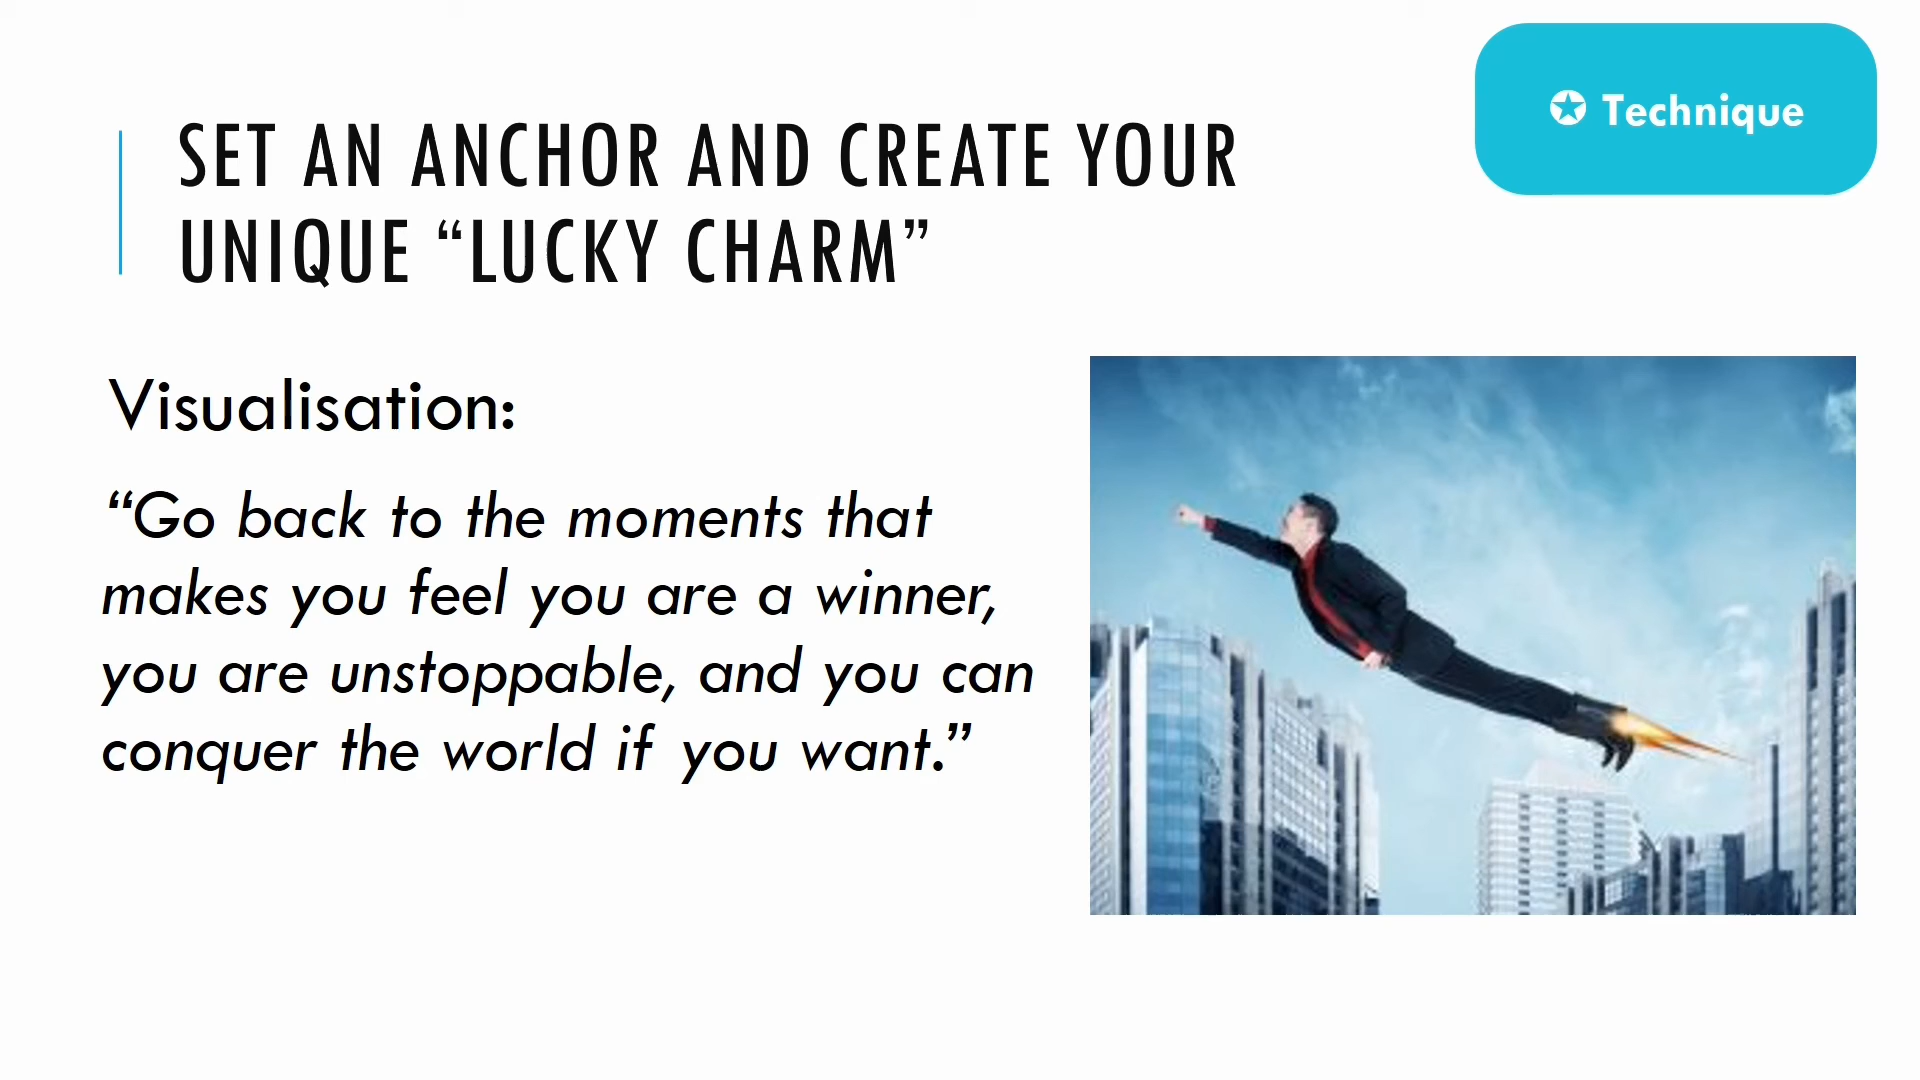 ✪ Technique
SET AN ANCHOR AND CREATE YOUR
UNIQUE “LUCKY CHARM”
Visualisation:
“Go back to the moments that
makes you feel you are a winner,
you are unstoppable, and you can
conquer the world if you want.”